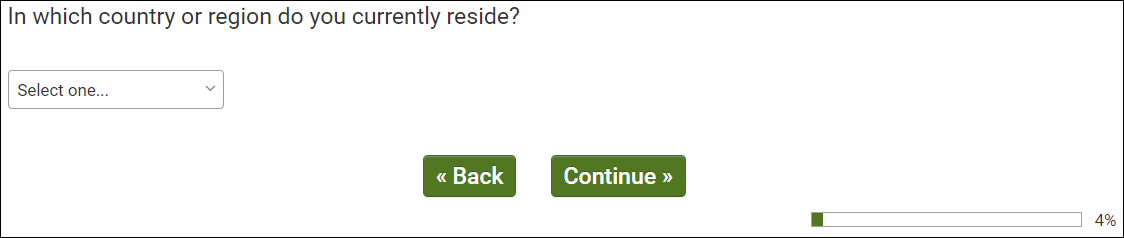 In which country or region do you currently reside?
Select one...
« Back
Continue »
4%